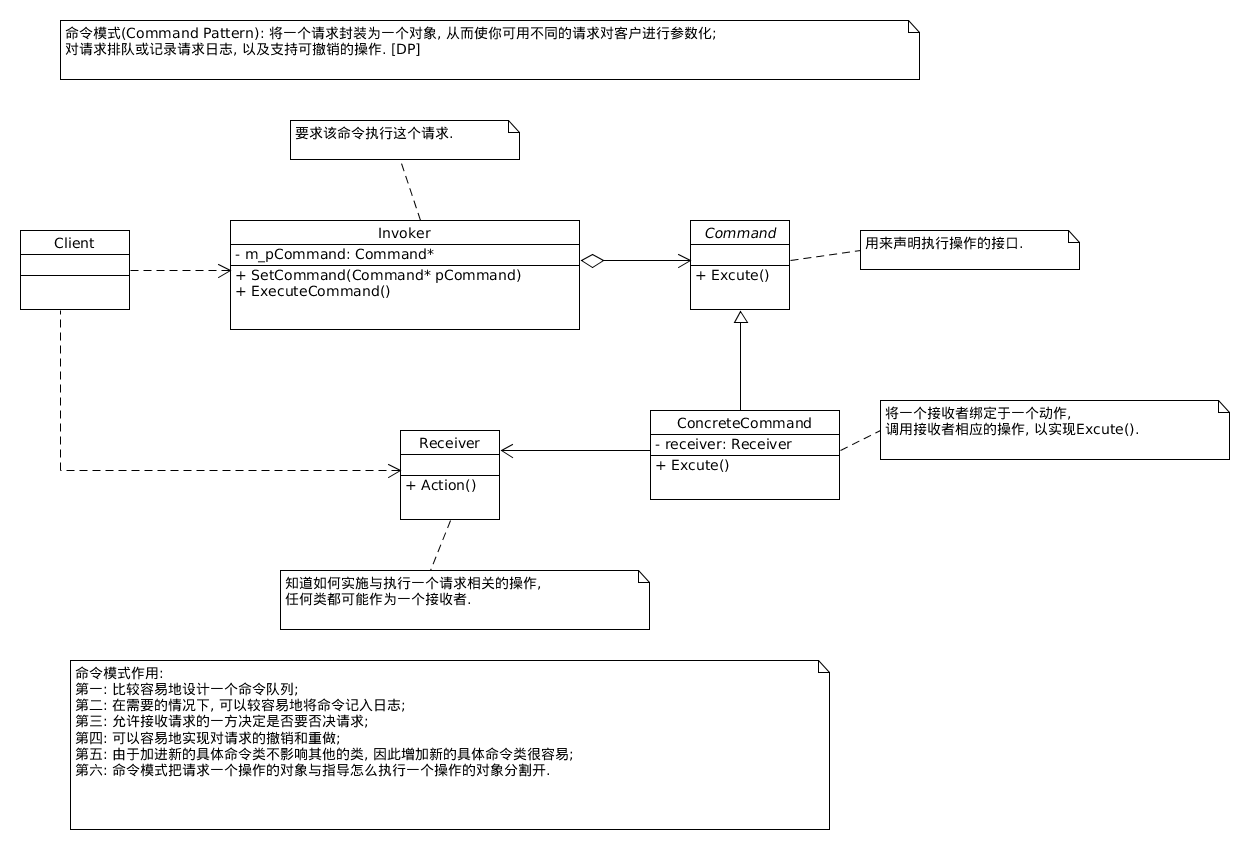 命令模式(Command Pattern): 将一个请求封装为一个对象, 从而使你可用不同的请求对客户进行参数化;
对请求排队或记录请求日志, 以及支持可撤销的操作. [DP]
要求该命令执行这个请求.
Client
Invoker
- m_pCommand: Command*
+ SetCommand(Command* pCommand)
+ ExecuteCommand()
Command
+ Excute()
用来声明执行操作的接口.
ConcreteCommand
- receiver: Receiver
+ Excute()
将一个接收者绑定于一个动作,
调用接收者相应的操作, 以实现Excute().
Receiver
+ Action()
知道如何实施与执行一个请求相关的操作,
任何类都可能作为一个接收者.
命令模式作用:
第一: 比较容易地设计一个命令队列;
第二: 在需要的情况下, 可以较容易地将命令记入日志;
第三: 允许接收请求的一方决定是否要否决请求;
第四: 可以容易地实现对请求的撤销和重做;
第五: 由于加进新的具体命令类不影响其他的类, 因此增加新的具体命令类很容易;
第六: 命令模式把请求一个操作的对象与指导怎么执行一个操作的对象分割开.